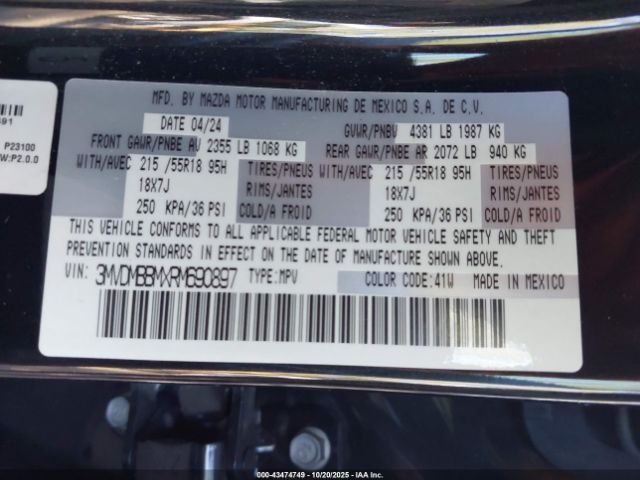 MFD. BY MAZDA MOTOR MANUFACTURING DE MEXICO S.A. DE C.V.
DATE 04/24 GVWR/PNBV 4381 LB 1987 KG
FRONT GAWR/PNBE AV 2355 LB 1068 KG REAR GAWR/PNBE AR 2072 LB 940 KG
WITH/AVEC 215 /55R18 95H TIRES/PNEUS WITH/AVEC 215 /55R18 95H TIRES/PNEUS
18X7J RIMS/JANTES 18X7J RIMS/JANTES
250 KPA/36 PSI COLD/A FROID 250 KPA/36 PSI COLD/A FROID
THIS VEHICLE CONFORMS TO ALL APPLICABLE FEDERAL MOTOR VEHICLE SAFETY AND THEFT
PREVENTION STANDARDS IN EFFECT ON THE DATE OF MANUFACTURE SHOWN ABOVE.
VIN: 3MVDMBBMXRM690897 TYPE:MPV COLOR CODE:41W MADE IN MEXICO
P23100
W:P2.0.0
000-43474749 | 10/20/2025 - IAA Inc.